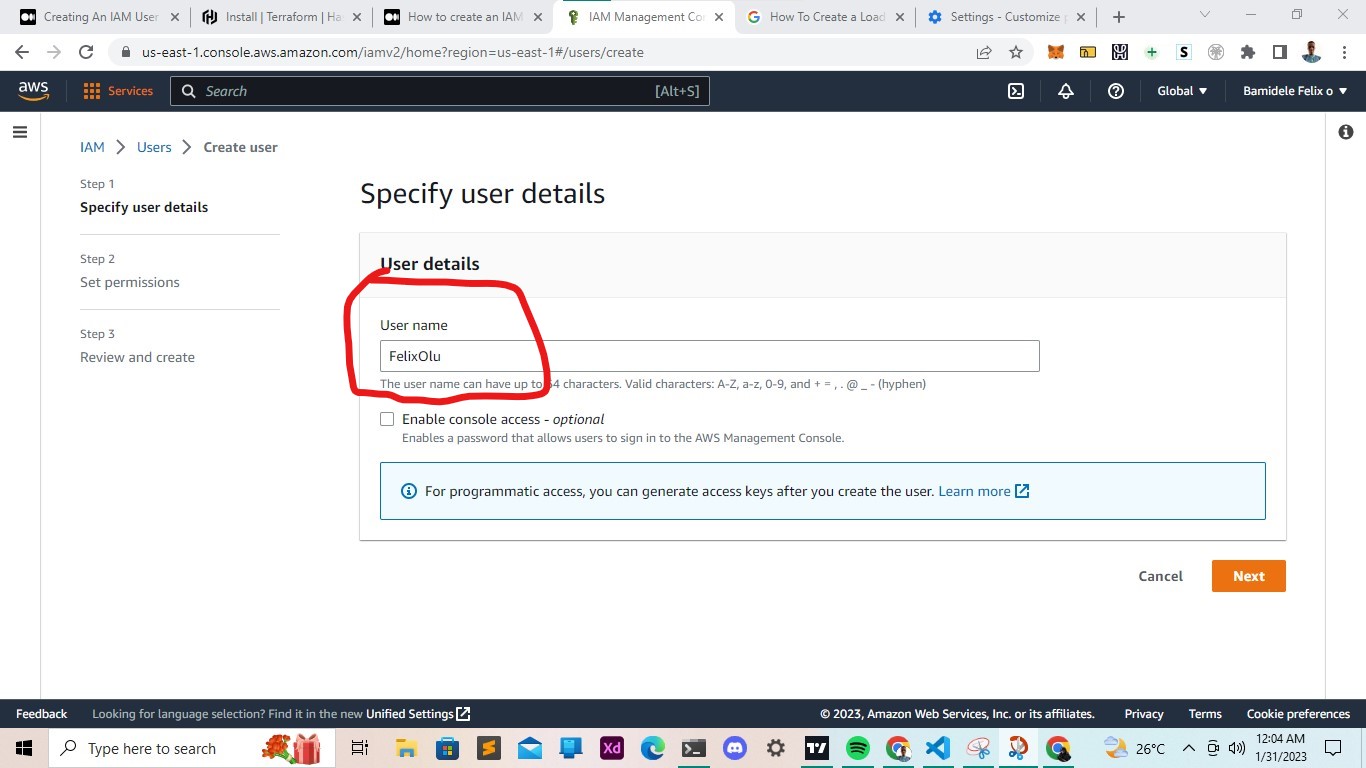 Creating An IAM User
Install | Terraform | Has
How to create an IAM
IAM Management Con
How To Create a Load
Settings - Customize p
us-east-1.console.aws.amazon.com/iamv2/home?region=us-east-1#/users/create
aws
Services
Search
[Alt+S]
Global
Bamidele Felix o
IAM
Users
Create user
Step 1
Specify user details
Step 2
Set permissions
Step 3
Review and create
Specify user details
User details
User name
FelixOlu
The user name can have up to 64 characters. Valid characters: A-Z, a-z, 0-9, and + = , . @ _ - (hyphen)
Enable console access - optional
Enables a password that allows users to sign in to the AWS Management Console.
For programmatic access, you can generate access keys after you create the user. Learn more
Cancel
Next
Feedback
Looking for language selection? Find it in the new Unified Settings
© 2023, Amazon Web Services, Inc. or its affiliates.
Privacy
Terms
Cookie preferences
Type here to search
Xd
26°C
12:04 AM
1/31/2023